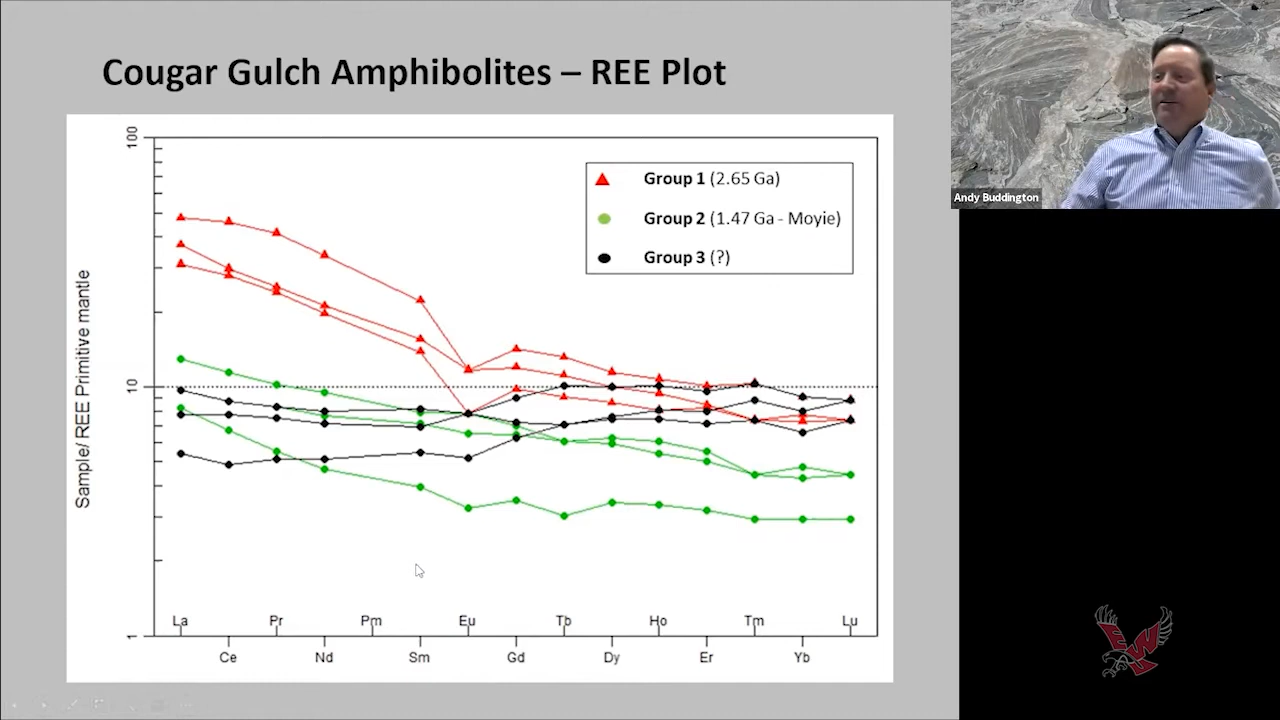 Cougar Gulch Amphibolites – REE Plot
Sample/ REE Primitive mantle
100
10
1
Group 1 (2.65 Ga)
Group 2 (1.47 Ga - Moyie)
Group 3 (?)
La Pr Pm Eu Tb Ho Tm Lu
Ce Nd Sm Gd Dy Er Yb
Andy Buddington
EWU